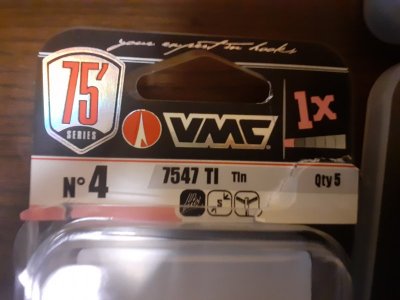 your expert in hooks
75'
SERIES
VMC
1x
N° 4
7547 TI Tin
Qty 5
S